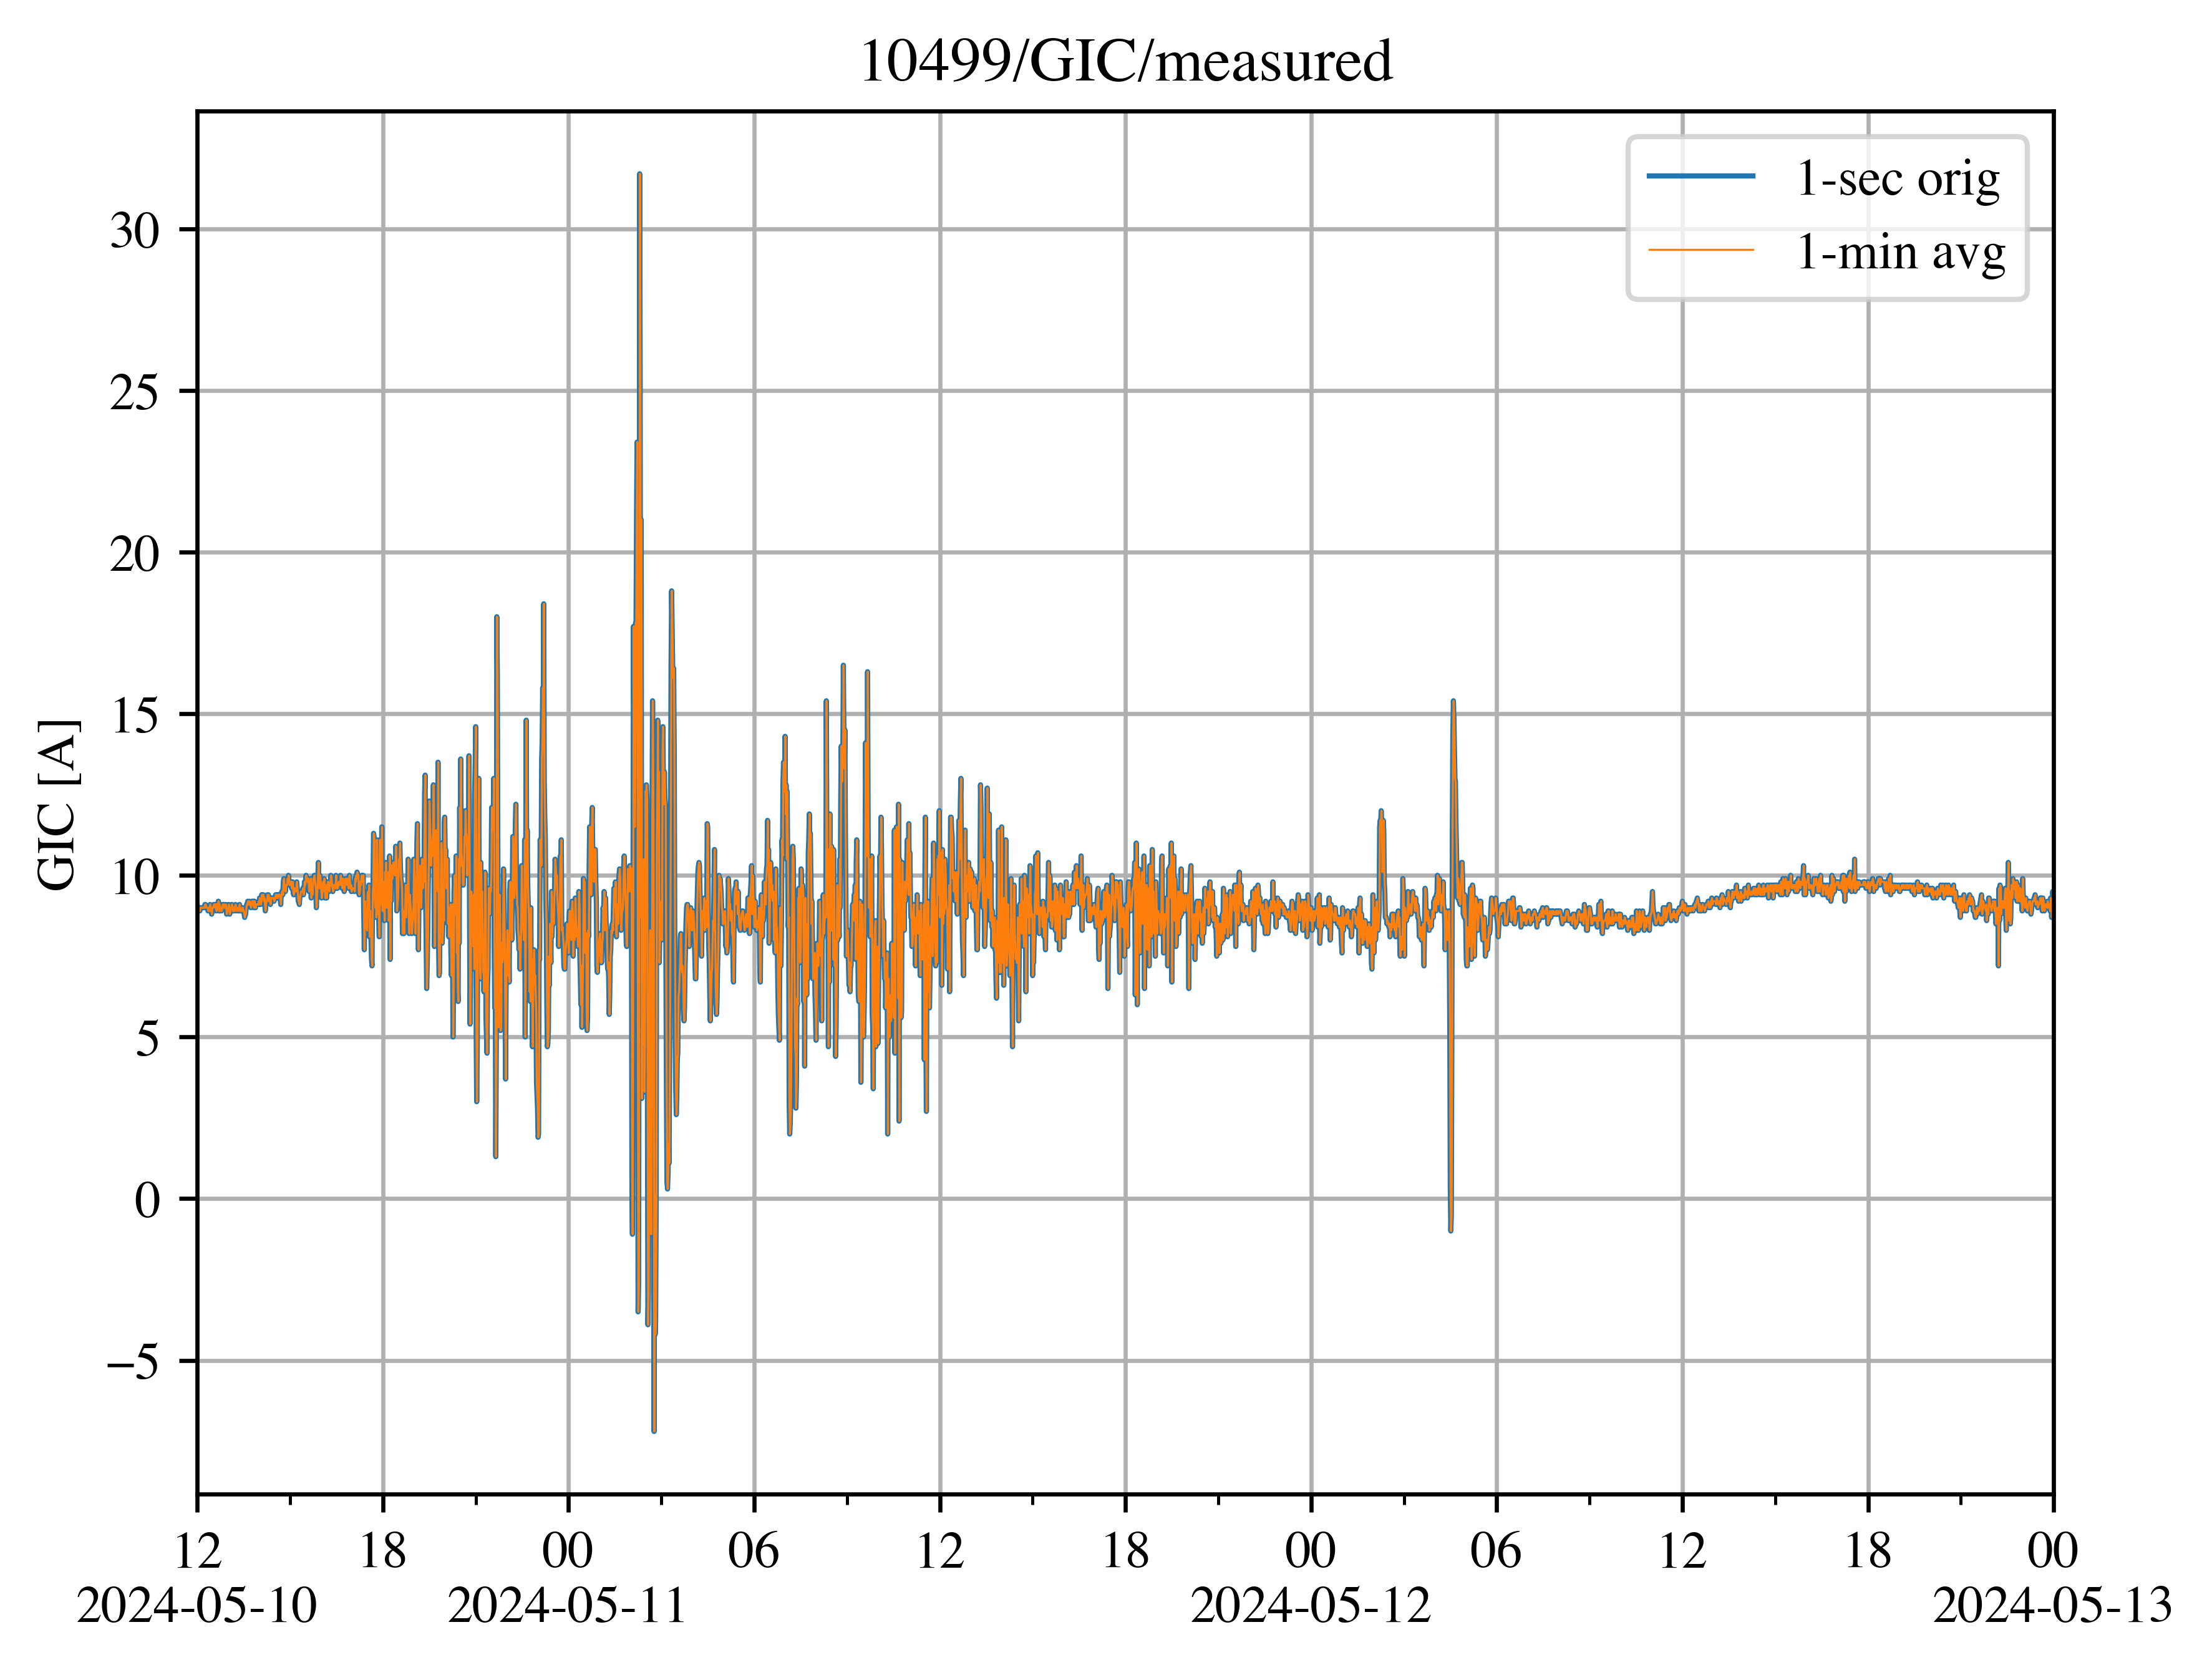 10499/GIC/measured
1-sec orig
1-min avg
GIC [A]
30
25
20
15
10
5
0
−5
12 18 00 06 12 18 00 06 12 18 00
2024-05-10 2024-05-11 2024-05-12 2024-05-13